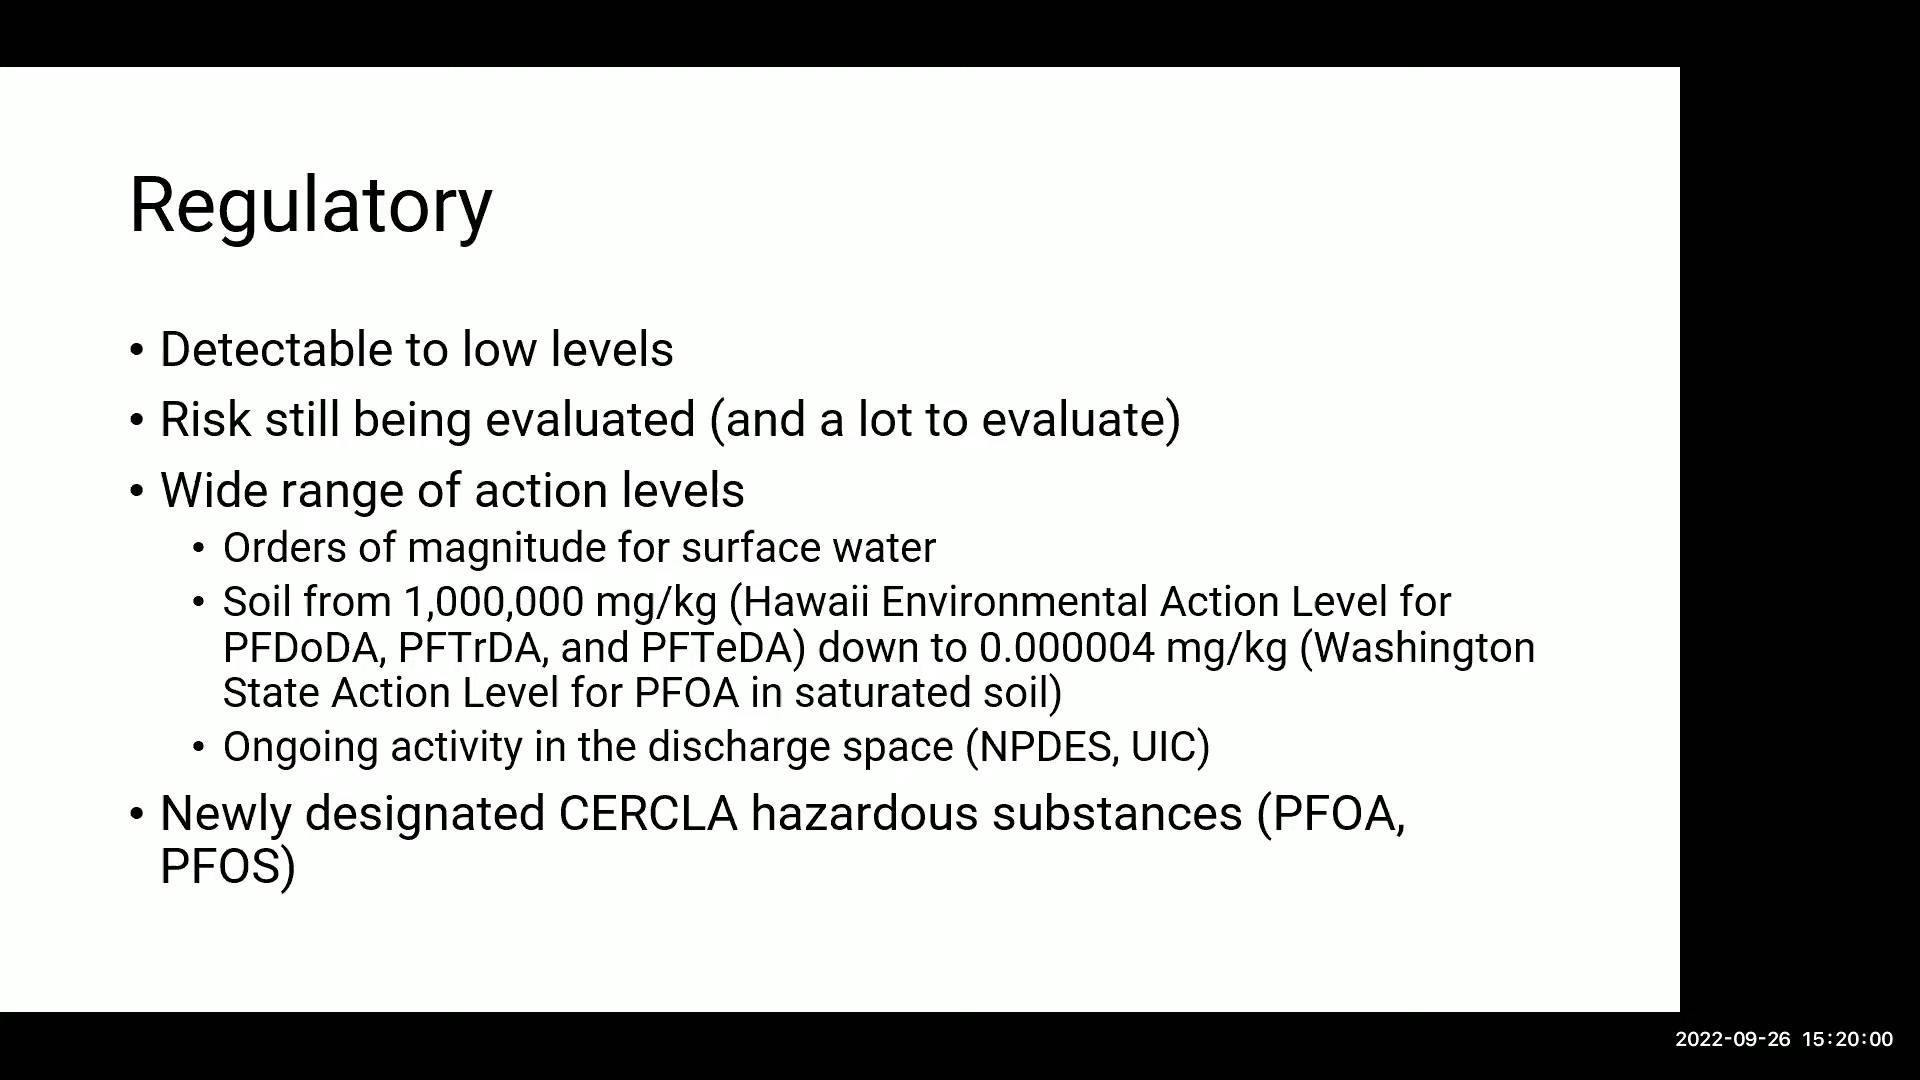 Regulatory
• Detectable to low levels
• Risk still being evaluated (and a lot to evaluate)
• Wide range of action levels
• Orders of magnitude for surface water
• Soil from 1,000,000 mg/kg (Hawaii Environmental Action Level for
PFDoDA, PFTrDA, and PFTeDA) down to 0.000004 mg/kg (Washington
State Action Level for PFOA in saturated soil)
• Ongoing activity in the discharge space (NPDES, UIC)
• Newly designated CERCLA hazardous substances (PFOA,
PFOS)
2022-09-26 15:20:00